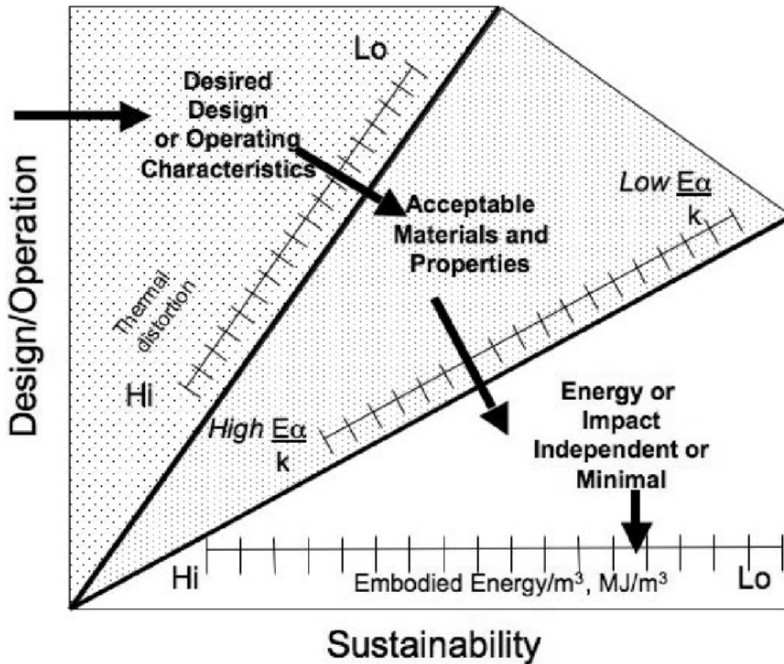 Lo
Desired
Design
or Operating
Characteristics
Low Eα
k
Acceptable
Materials and
Properties
Design/Operation
Thermal
distortion
Hi
High Eα
k
Energy or
Impact
Independent or
Minimal
Hi
Embodied Energy/m³, MJ/m³
Lo
Sustainability